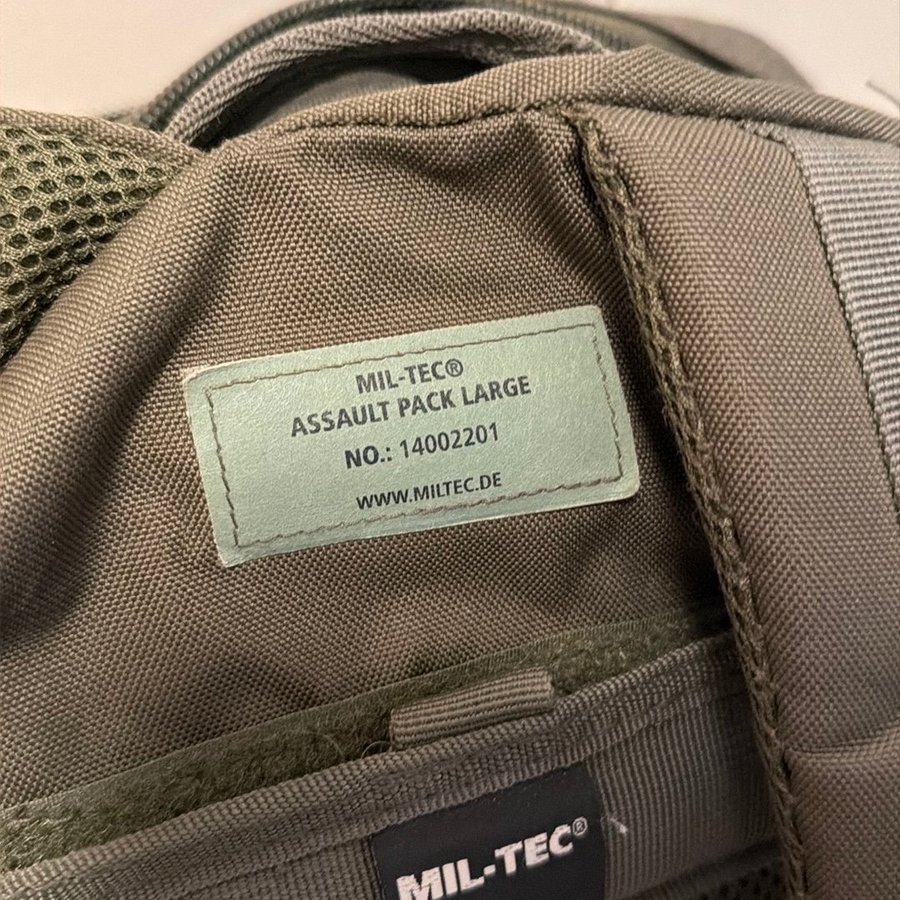 MIL-TEC®
ASSAULT PACK LARGE
NO.: 14002201
WWW.MILTEC.DE
MIL-TEC®